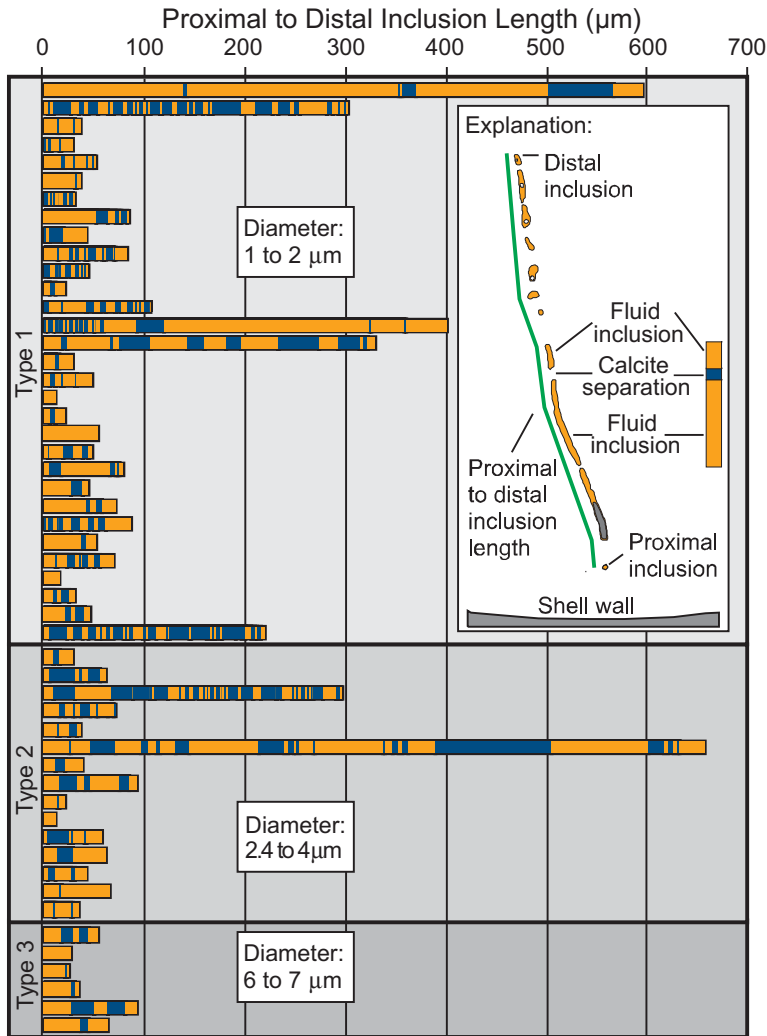 Proximal to Distal Inclusion Length (µm)
0 100 200 300 400 500 600 700
Type 1
Diameter:
1 to 2 µm
Explanation:
Distal
inclusion
Fluid
inclusion
Calcite
separation
Fluid
inclusion
Proximal
to distal
inclusion
length
Proximal
inclusion
Shell wall
Type 2
Diameter:
2.4 to 4µm
Type 3
Diameter:
6 to 7 µm